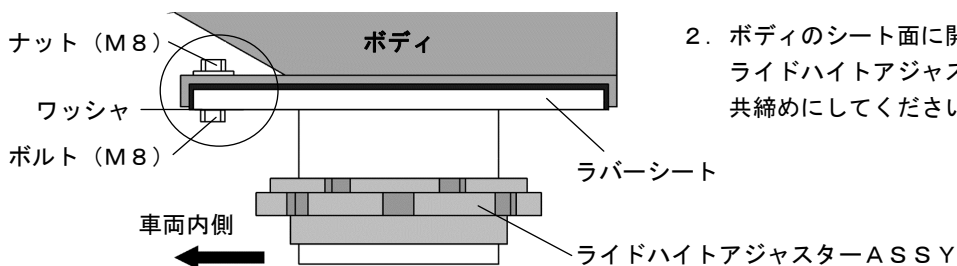 ナット（Ｍ８）
ワッシャ
ボルト（Ｍ８）
ボディ
車両内側
ラバーシート
ライドハイトアジャスターＡＳＳＹ
２．ボディのシート面に開
ライドハイトアジャス
共締めにしてください